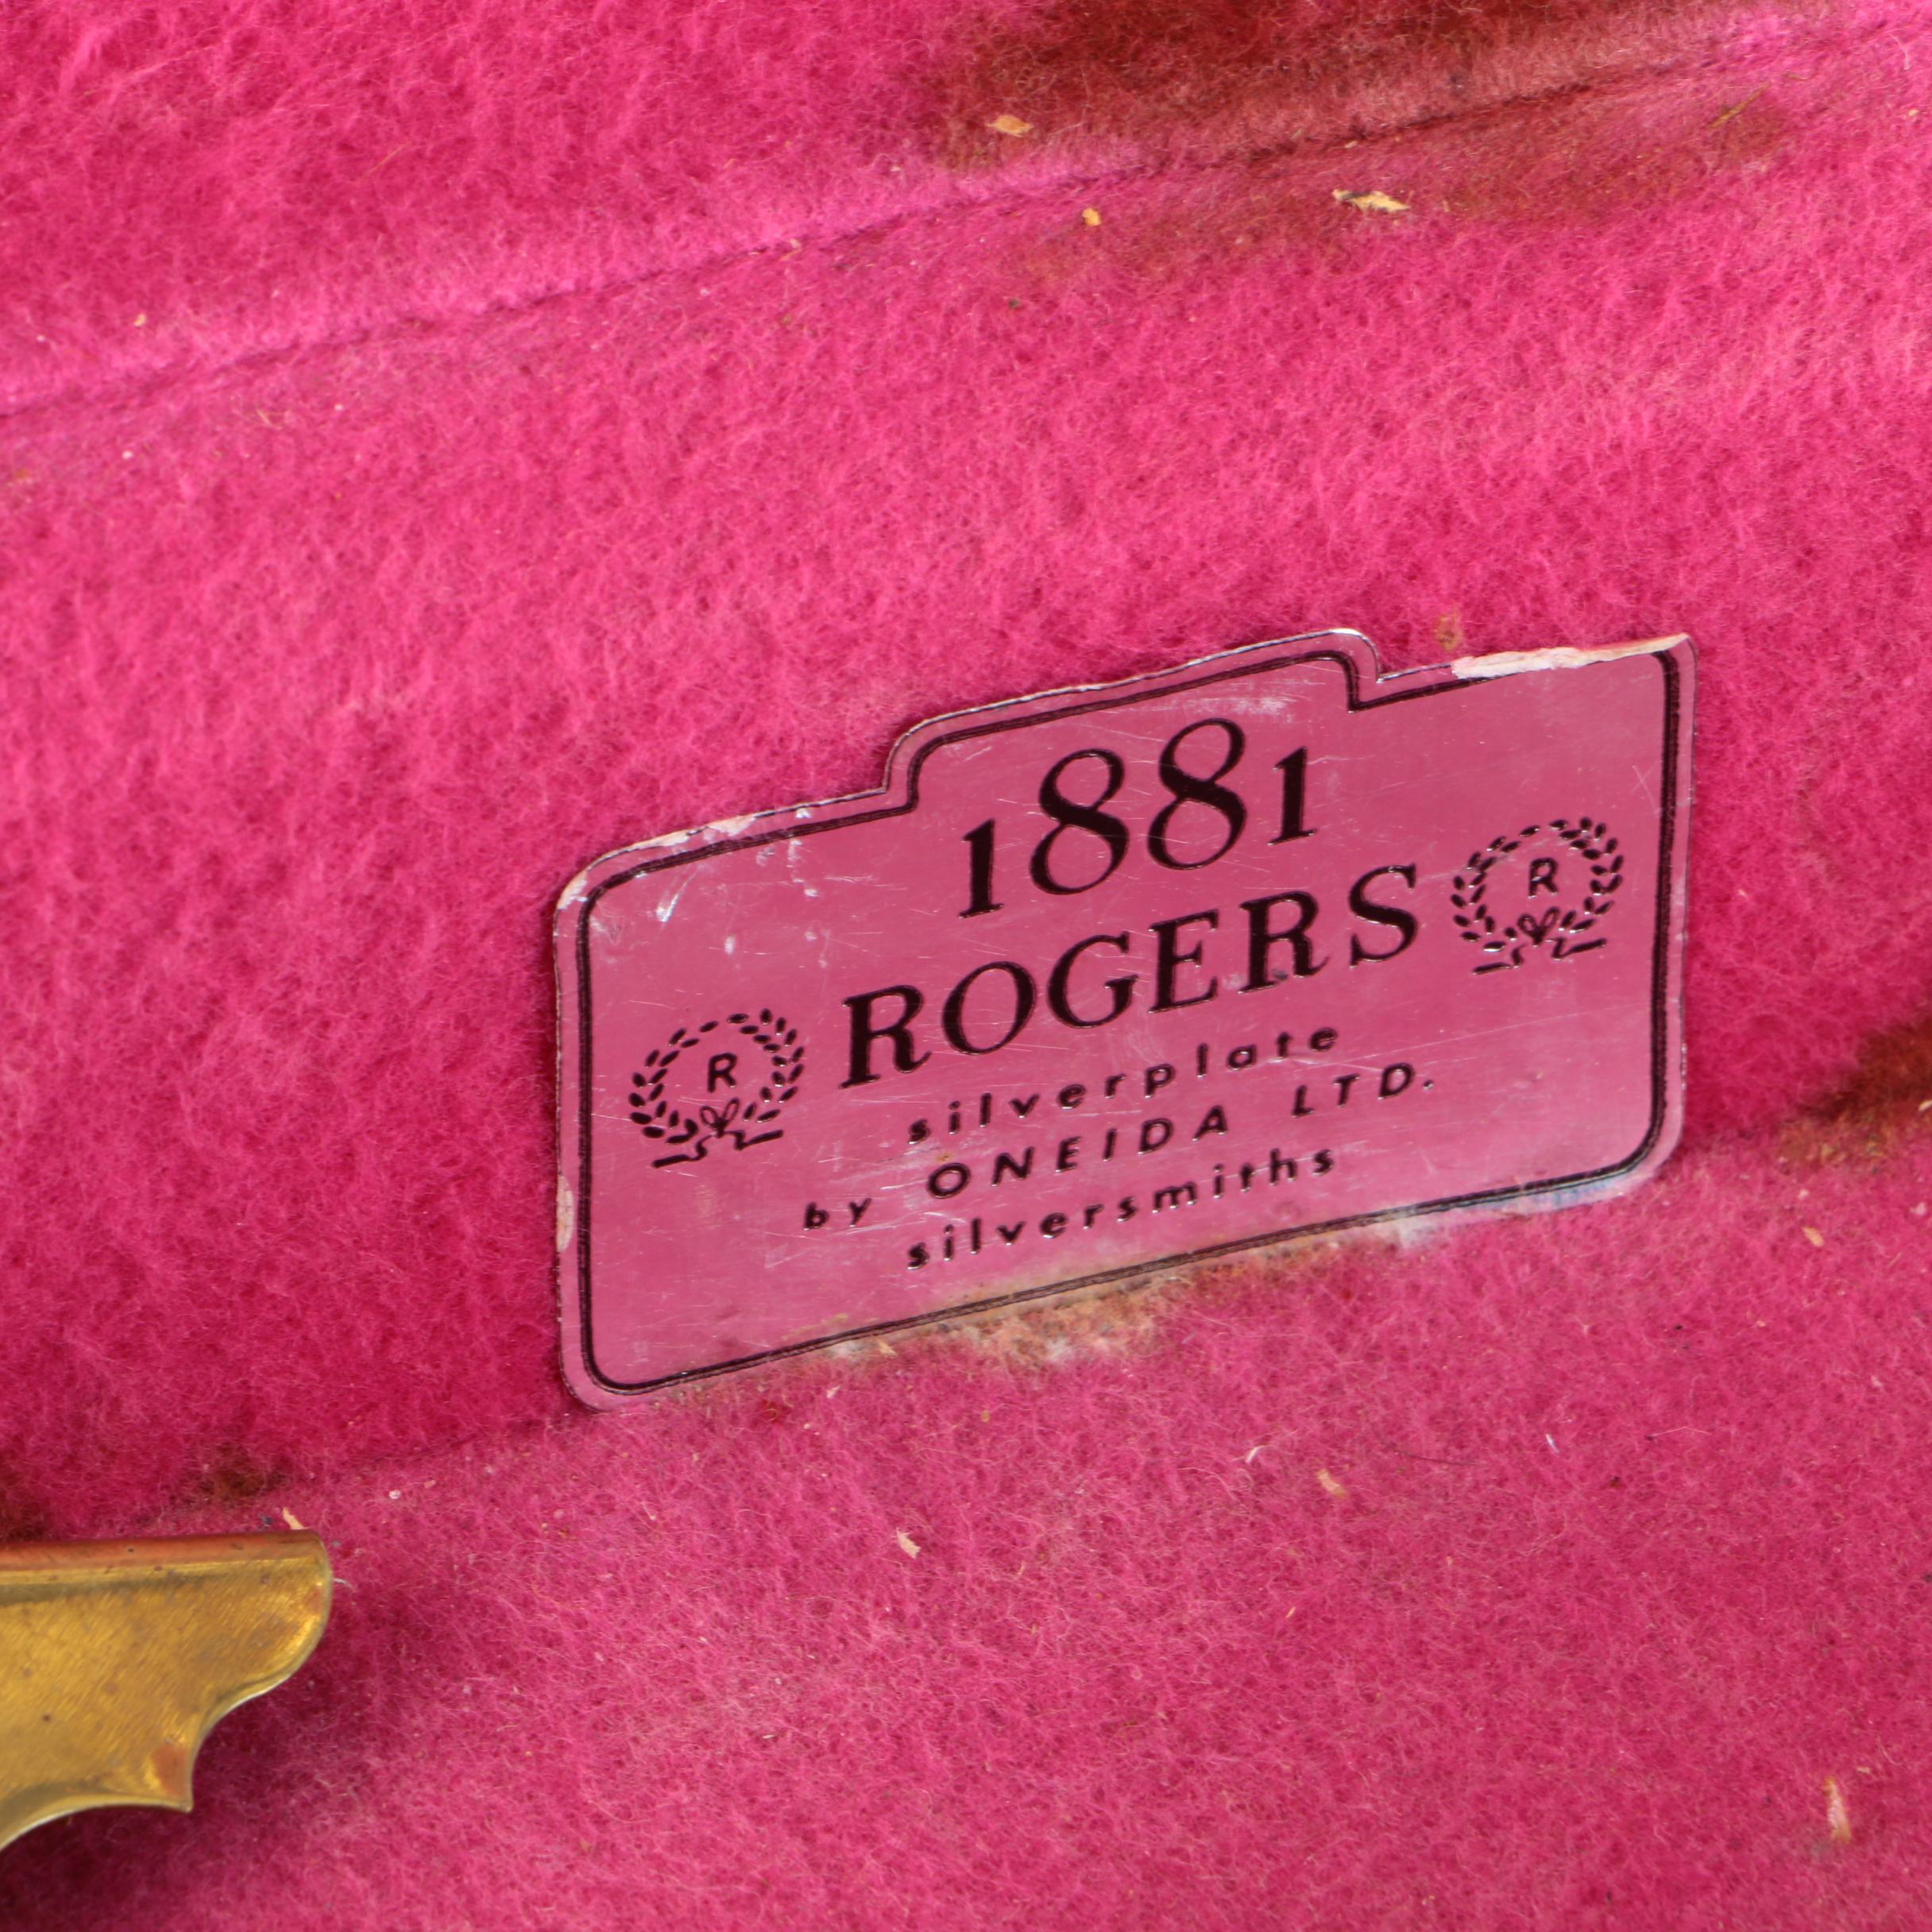 1881
R ROGERS R
silverplate
by ONEIDA LTD.
silversmiths